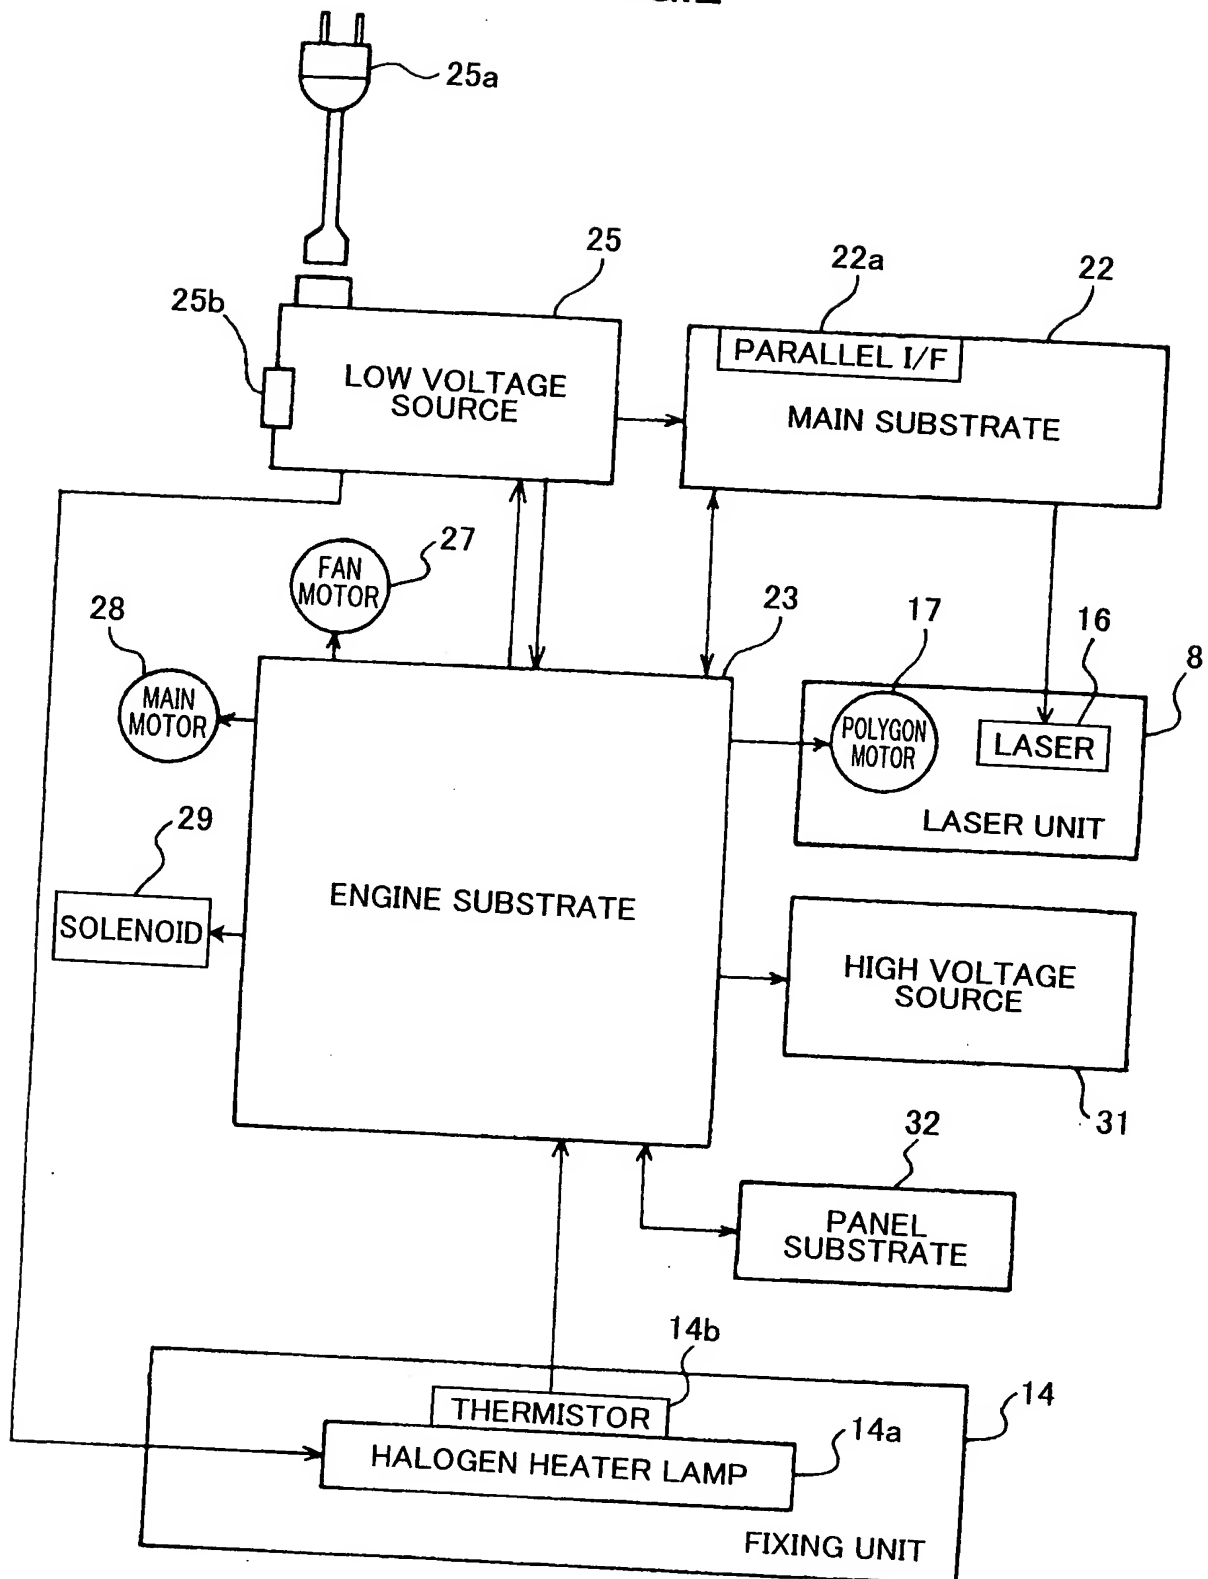 25a
25
22a
22
25b
PARALLEL I/F
LOW VOLTAGE
SOURCE
MAIN SUBSTRATE
27
FAN
MOTOR
28
23
17
16
8
MAIN
MOTOR
POLYGON
MOTOR
LASER
29
LASER UNIT
SOLENOID
ENGINE SUBSTRATE
HIGH VOLTAGE
SOURCE
31
32
PANEL
SUBSTRATE
14b
14
THERMISTOR
14a
HALOGEN HEATER LAMP
FIXING UNIT